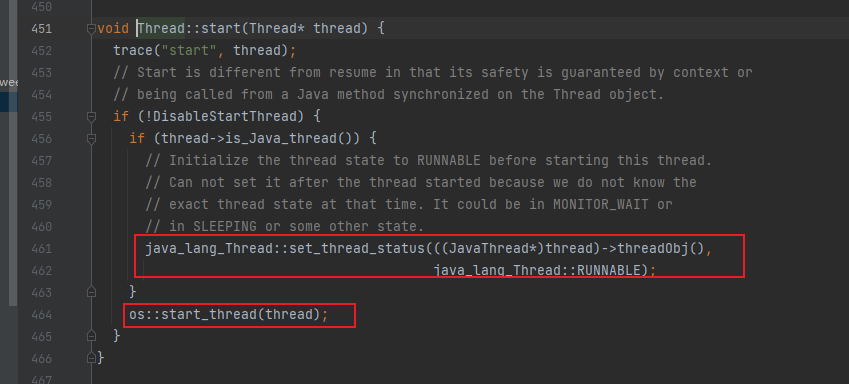 450
451 void Thread::start(Thread* thread) {
452 trace("start", thread);
453 // Start is different from resume in that its safety is guaranteed by context or
wee
454 // being called from a Java method synchronized on the Thread object.
455 if (!DisableStartThread) {
456 if (thread->is_Java_thread()) {
457 // Initialize the thread state to RUNNABLE before starting this thread.
458 // Can not set it after the thread started because we do not know the
459 // exact thread state at that time. It could be in MONITOR_WAIT or
460 // in SLEEPING or some other state.
461 java_lang_Thread::set_thread_status(((JavaThread*)thread)->threadObj(),
462 java_lang_Thread::RUNNABLE);
463 }
464 os::start_thread(thread);
465 }
466 }